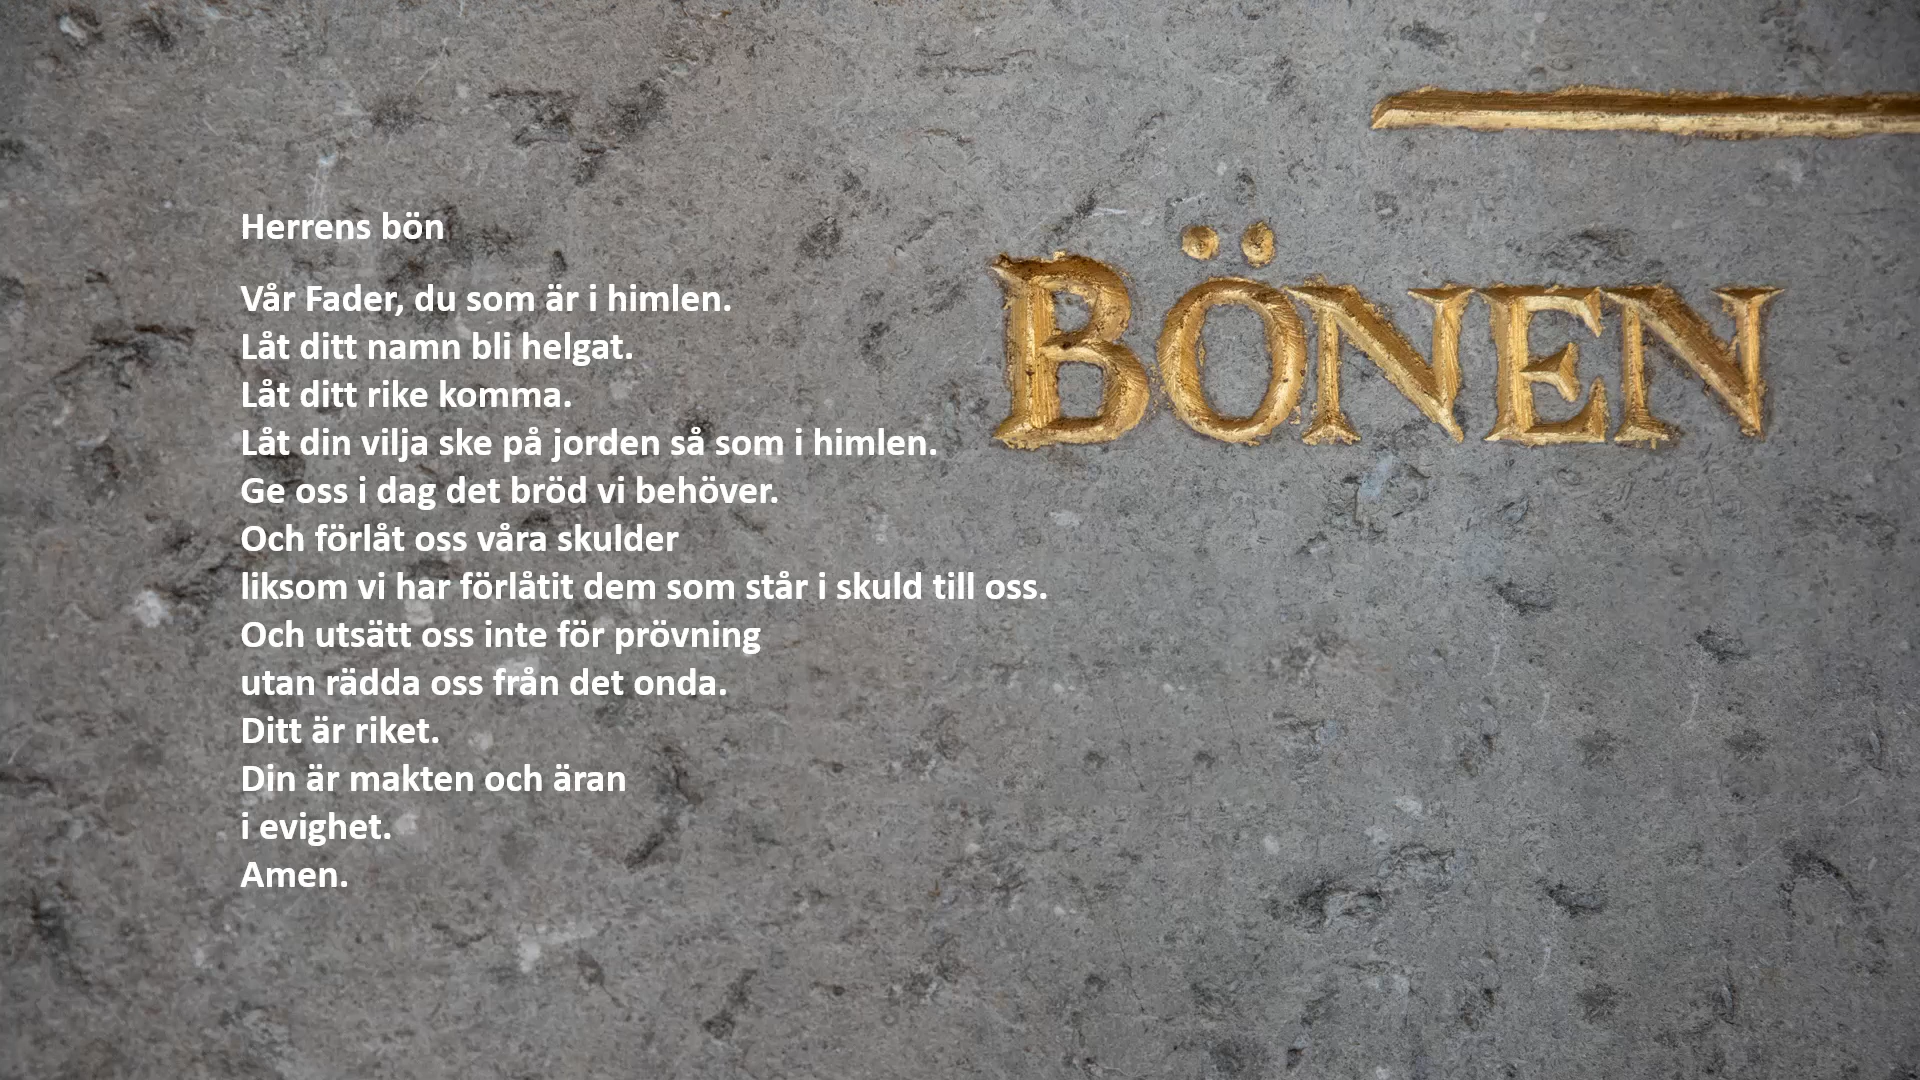 Herrens bön
Vår Fader, du som är i himlen.
Låt ditt namn bli helgat.
Låt ditt rike komma.
Låt din vilja ske på jorden så som i himlen.
Ge oss i dag det bröd vi behöver.
Och förlåt oss våra skulder
liksom vi har förlåtit dem som står i skuld till oss.
Och utsätt oss inte för prövning
utan rädda oss från det onda.
Ditt är riket.
Din är makten och äran
i evighet.
Amen.
BÖNEN